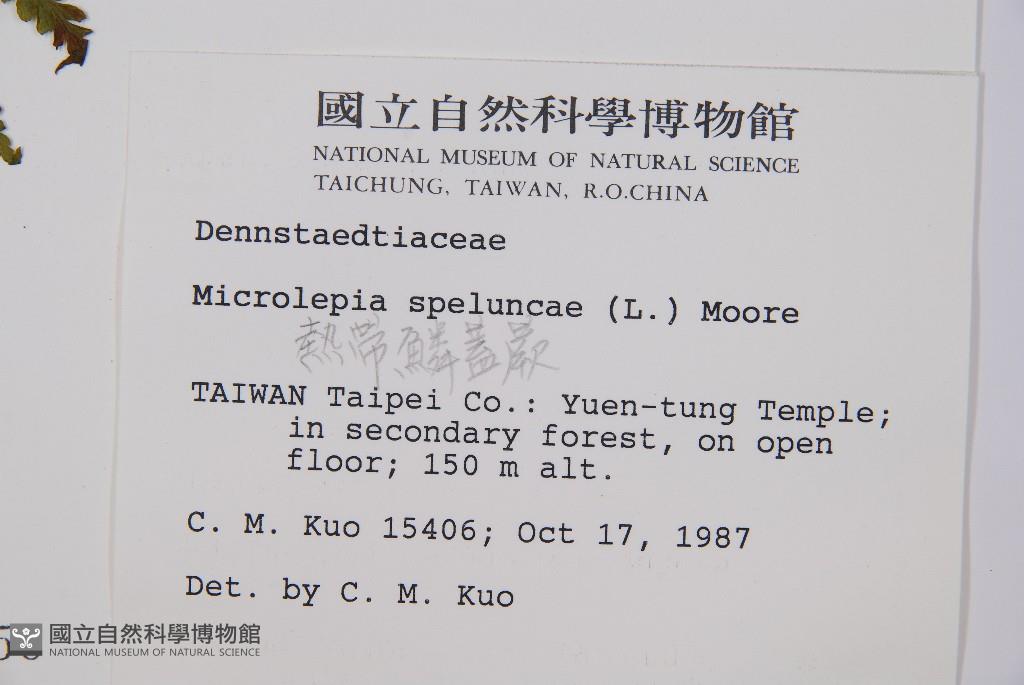 國立自然科學博物館
NATIONAL MUSEUM OF NATURAL SCIENCE
TAICHUNG, TAIWAN, R.O.CHINA
Dennstaedtiaceae
Microlepia speluncae (L.) Moore
熱帶鱗蓋蕨
TAIWAN Taipei Co.: Yuen-tung Temple;
in secondary forest, on open
floor; 150 m alt.
C. M. Kuo 15406; Oct 17, 1987
Det. by C. M. Kuo
國立自然科學博物館
NATIONAL MUSEUM OF NATURAL SCIENCE